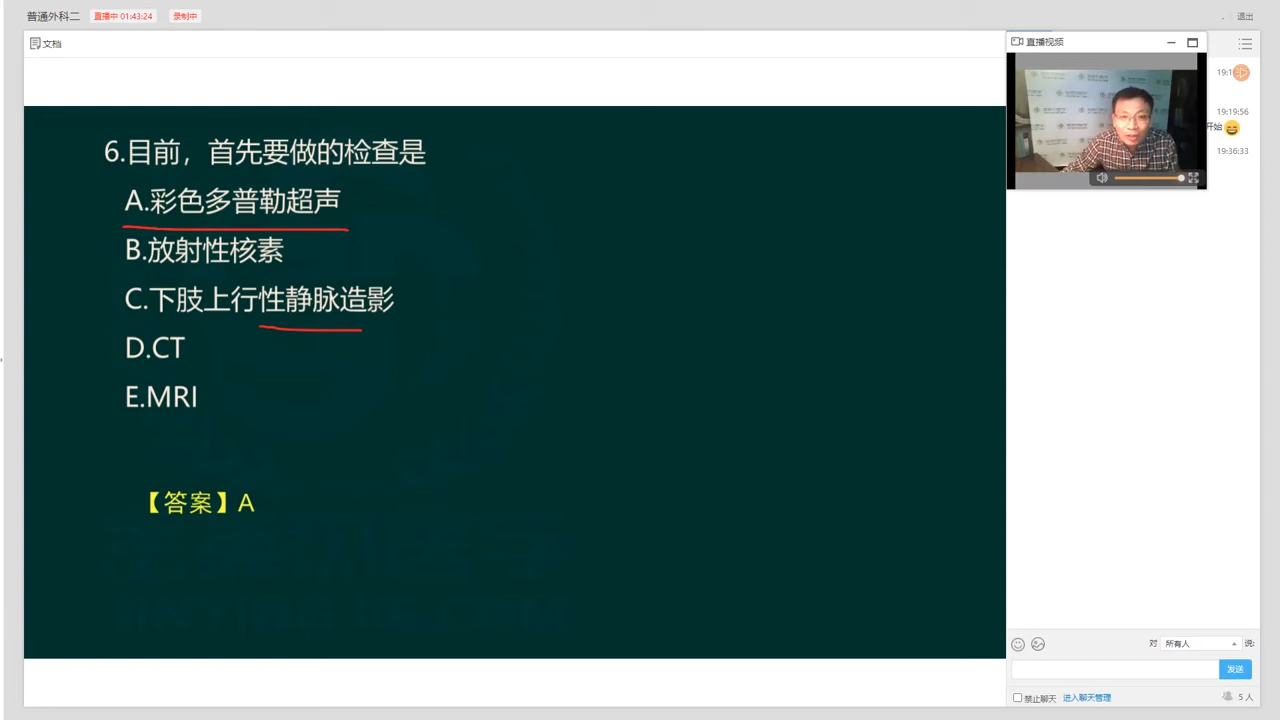 普通外科二 直播中 01:43:24 录制中 退出
文档
直播视频
19:19:56
开始
19:36:33
6.目前，首先要做的检查是
A.彩色多普勒超声
B.放射性核素
C.下肢上行性静脉造影
D.CT
E.MRI
【答案】A
对 所有人 说:
发送
禁止聊天 进入聊天管理 5 人